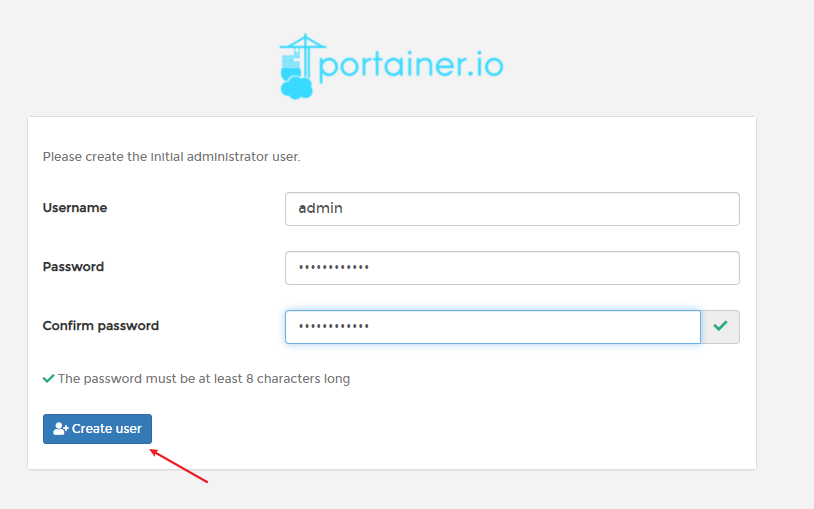 portainer.io
Please create the initial administrator user.
Username
admin
Password
••••••••••••
Confirm password
••••••••••••
The password must be at least 8 characters long
Create user